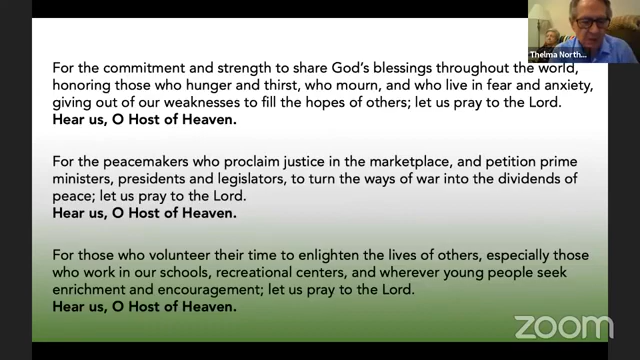 Thelma North...
For the commitment and strength to share God's blessings throughout the world,
honoring those who hunger and thirst, who mourn, and who live in fear and anxiety,
giving out of our weaknesses to fill the hopes of others; let us pray to the Lord.
Hear us, O Host of Heaven.
For the peacemakers who proclaim justice in the marketplace, and petition prime
ministers, presidents and legislators, to turn the ways of war into the dividends of
peace; let us pray to the Lord.
Hear us, O Host of Heaven.
For those who volunteer their time to enlighten the lives of others, especially those
who work in our schools, recreational centers, and wherever young people seek
enrichment and encouragement; let us pray to the Lord.
Hear us, O Host of Heaven.
zoom